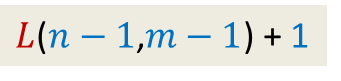 L(n − 1,m − 1) + 1